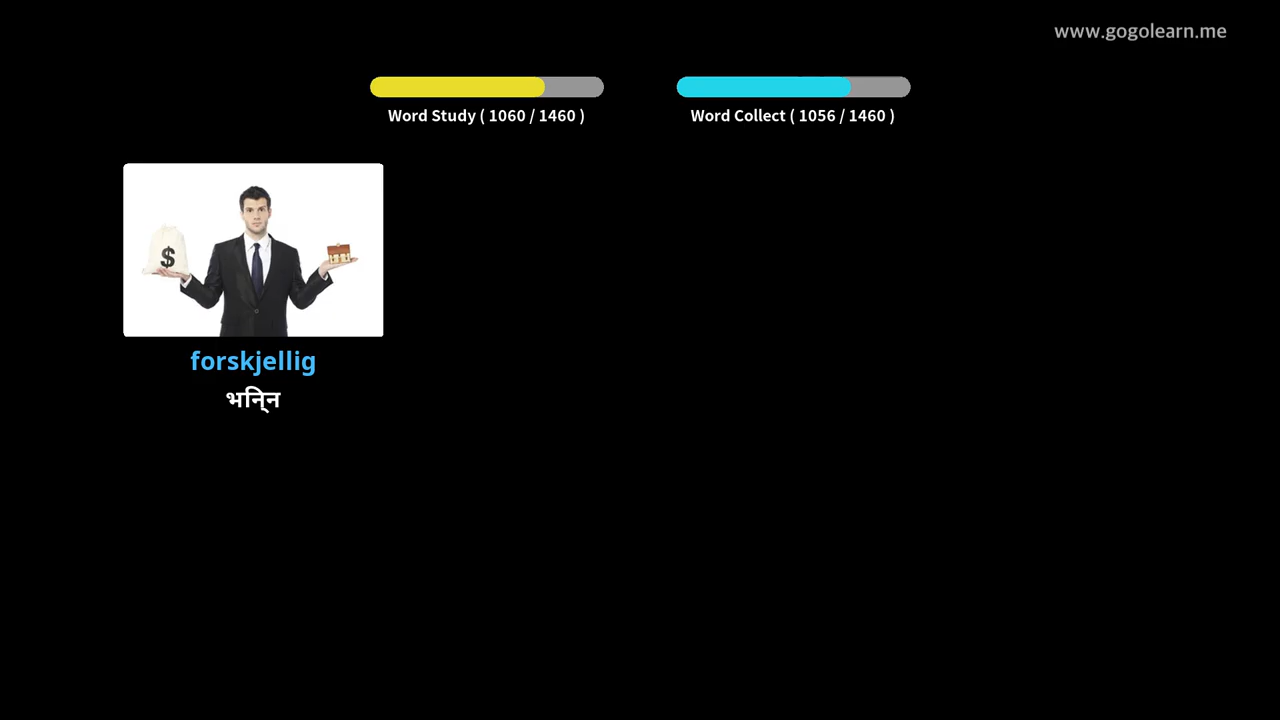 www.gogolearn.me
Word Study ( 1060 / 1460 )
Word Collect ( 1056 / 1460 )
$
forskjellig
भिन्न